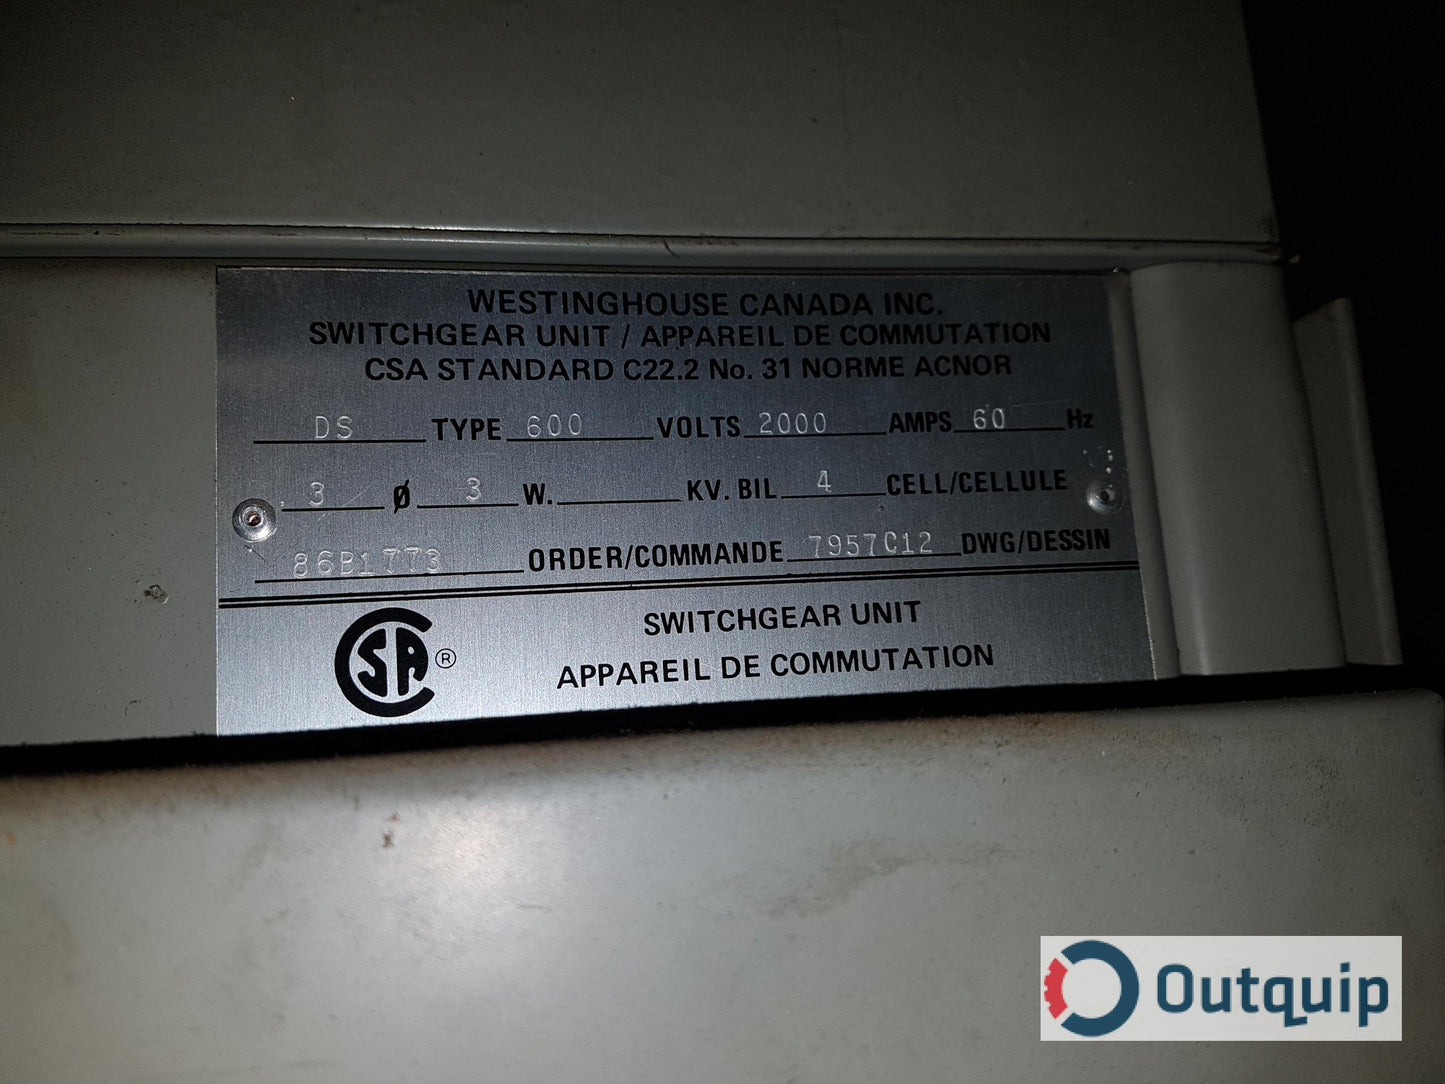 WESTINGHOUSE CANADA INC.
SWITCHGEAR UNIT / APPAREIL DE COMMUTATION
CSA STANDARD C22.2 No. 31 NORME ACNOR
DS TYPE 600 VOLTS 2000 AMPS 60 Hz
3 Ø 3 W. KV. BIL 4 CELL/CELLULE
86B1773 ORDER/COMMANDE 7957C12 DWG/DESSIN
SWITCHGEAR UNIT
CSA ®
APPAREIL DE COMMUTATION
Outquip